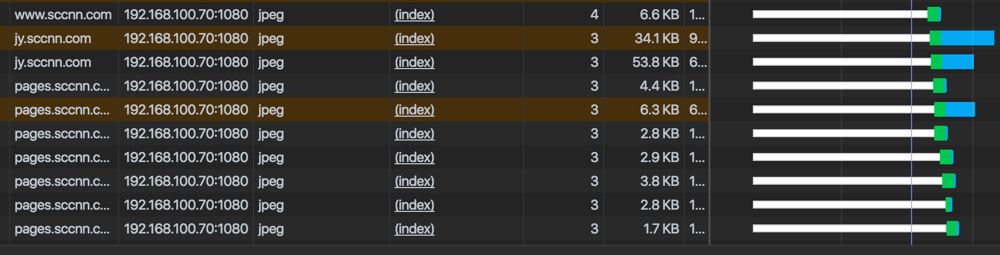 www.sccnn.com 192.168.100.70:1080 jpeg (index) 4 6.6 KB 1...
jy.sccnn.com 192.168.100.70:1080 jpeg (index) 3 34.1 KB 9...
jy.sccnn.com 192.168.100.70:1080 jpeg (index) 3 53.8 KB 6...
pages.sccnn.c... 192.168.100.70:1080 jpeg (index) 3 4.4 KB 1...
pages.sccnn.c... 192.168.100.70:1080 jpeg (index) 3 6.3 KB 6...
pages.sccnn.c... 192.168.100.70:1080 jpeg (index) 3 2.8 KB 1...
pages.sccnn.c... 192.168.100.70:1080 jpeg (index) 3 2.9 KB 1...
pages.sccnn.c... 192.168.100.70:1080 jpeg (index) 3 3.8 KB 1...
pages.sccnn.c... 192.168.100.70:1080 jpeg (index) 3 2.8 KB 1...
pages.sccnn.c... 192.168.100.70:1080 jpeg (index) 3 1.7 KB 1...